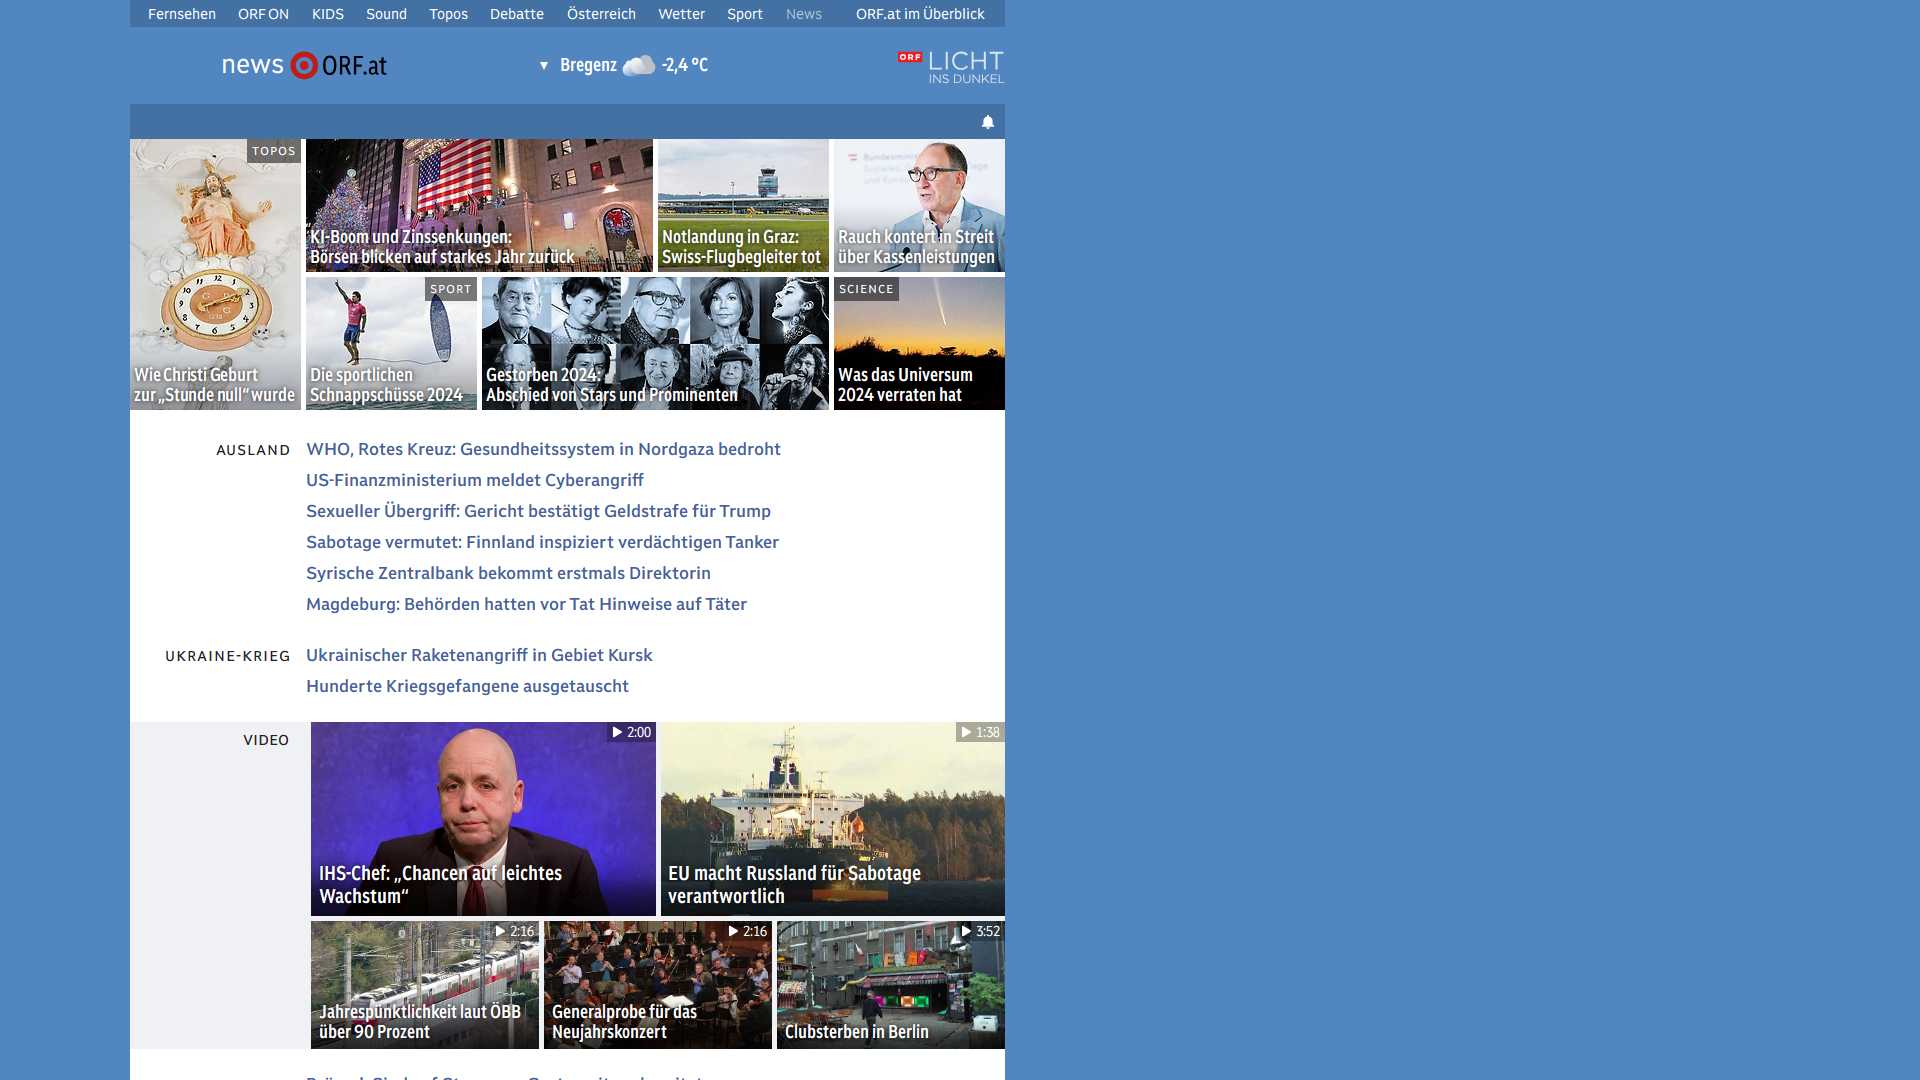 Fernsehen ORF ON KIDS Sound Topos Debatte Österreich Wetter Sport News ORF.at im Überblick
news ORF.at
Bregenz -2,4 °C
ORF LICHT
INS DUNKEL
TOPOS
Wie Christi Geburt
zur „Stunde null“ wurde
KI-Boom und Zinssenkungen:
Börsen blicken auf starkes Jahr zurück
Notlandung in Graz:
Swiss-Flugbegleiter tot
Rauch kontert in Streit
über Kassenleistungen
SPORT
Die sportlichen
Schnappschüsse 2024
Gestorben 2024:
Abschied von Stars und Prominenten
SCIENCE
Was das Universum
2024 verraten hat
AUSLAND
WHO, Rotes Kreuz: Gesundheitssystem in Nordgaza bedroht
US-Finanzministerium meldet Cyberangriff
Sexueller Übergriff: Gericht bestätigt Geldstrafe für Trump
Sabotage vermutet: Finnland inspiziert verdächtigen Tanker
Syrische Zentralbank bekommt erstmals Direktorin
Magdeburg: Behörden hatten vor Tat Hinweise auf Täter
UKRAINE-KRIEG
Ukrainischer Raketenangriff in Gebiet Kursk
Hunderte Kriegsgefangene ausgetauscht
VIDEO
2:00
IHS-Chef: „Chancen auf leichtes
Wachstum“
1:38
EU macht Russland für Sabotage
verantwortlich
2:16
Jahrespünktlichkeit laut ÖBB
über 90 Prozent
2:16
Generalprobe für das
Neujahrskonzert
3:52
Clubsterben in Berlin